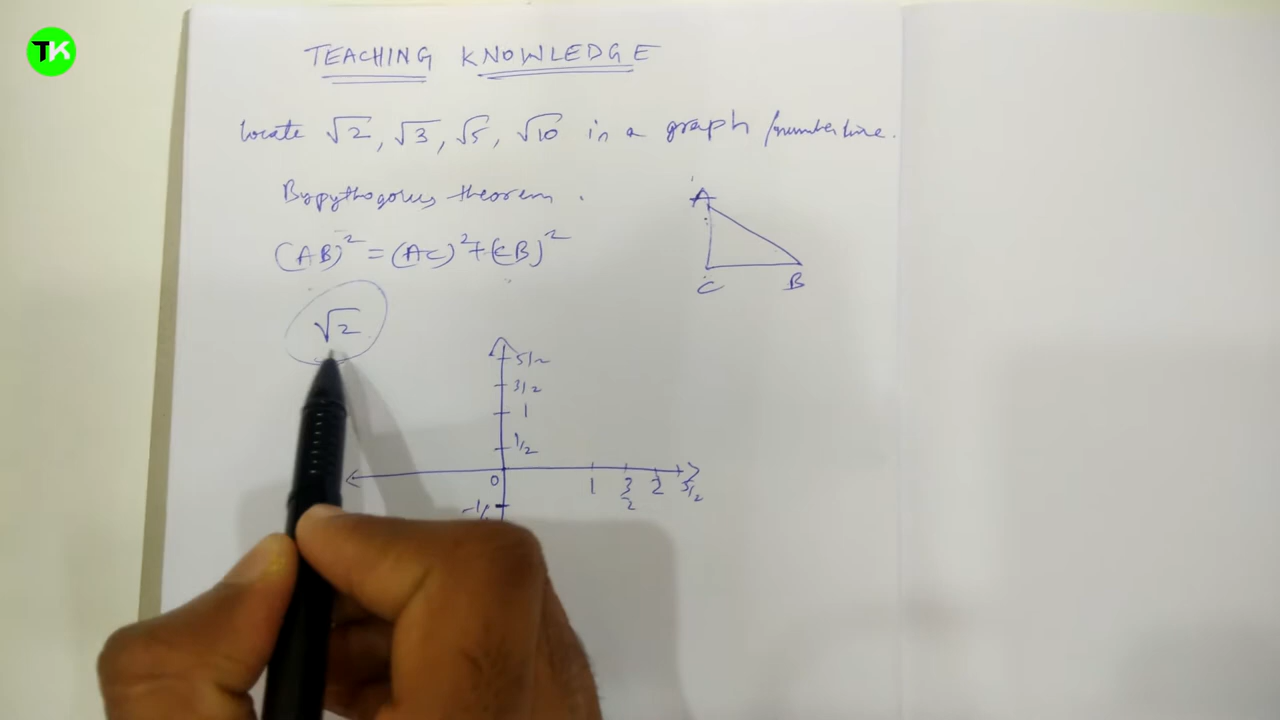 TK
TEACHING KNOWLEDGE
locate √2, √3, √5, √10 in a graph /numberline.
By pythogorus theorem.
(AB)² = (AC)² + (CB)²
A
C B
√2
5/2
3/2
1
1/2
0 1 3/2 2 5/2